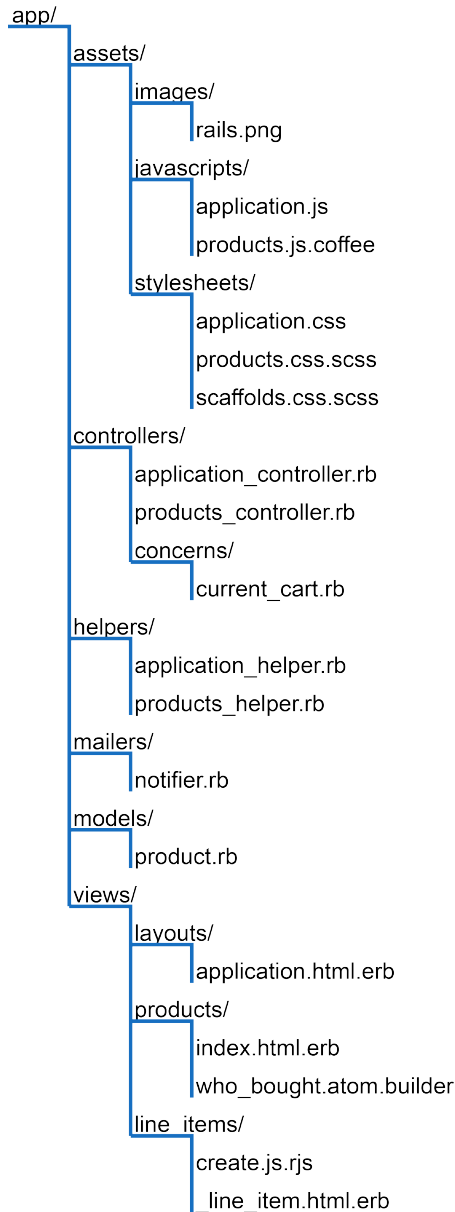 app/
assets/
images/
rails.png
javascripts/
application.js
products.js.coffee
stylesheets/
application.css
products.css.scss
scaffolds.css.scss
controllers/
application_controller.rb
products_controller.rb
concerns/
current_cart.rb
helpers/
application_helper.rb
products_helper.rb
mailers/
notifier.rb
models/
product.rb
views/
layouts/
application.html.erb
products/
index.html.erb
who_bought.atom.builder
line_items/
create.js.rjs
_line_item.html.erb